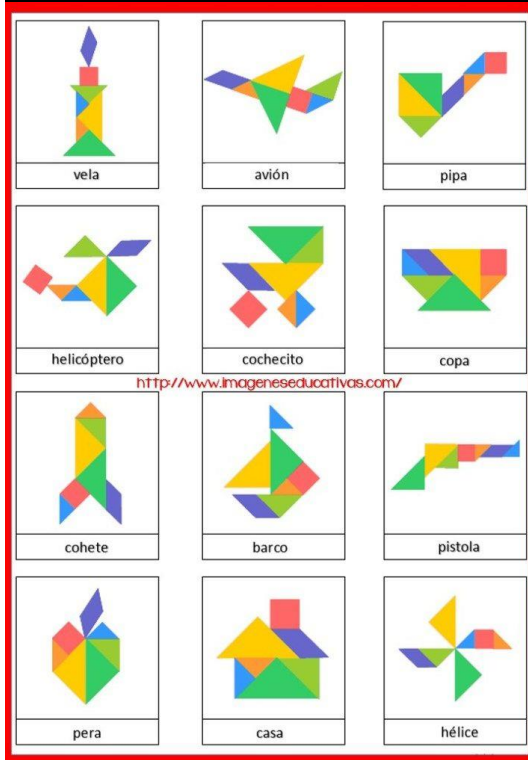 vela
avión
pipa
helicóptero
cochecito
copa
http://www.imageneseducativas.com/
cohete
barco
pistola
pera
casa
hélice